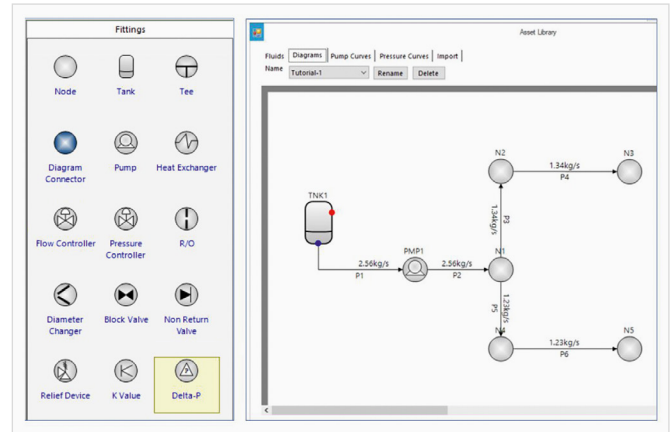 Fittings
Node
Tank
Tee
Diagram
Connector
Pump
Heat Exchanger
Flow Controller
Pressure
Controller
R/O
Diameter
Changer
Block Valve
Non Return
Valve
Relief Device
K Value
Delta-P
Asset Library
Fluids
Diagrams
Pump Curves
Pressure Curves
Import
Name
Tutorial-1
Rename
Delete
TNK1
2.56kg/s
P1
PMP1
2.56kg/s
P2
N1
1.34kg/s
P3
N2
1.34kg/s
P4
N3
1.23kg/s
P5
N4
1.23kg/s
P6
N5